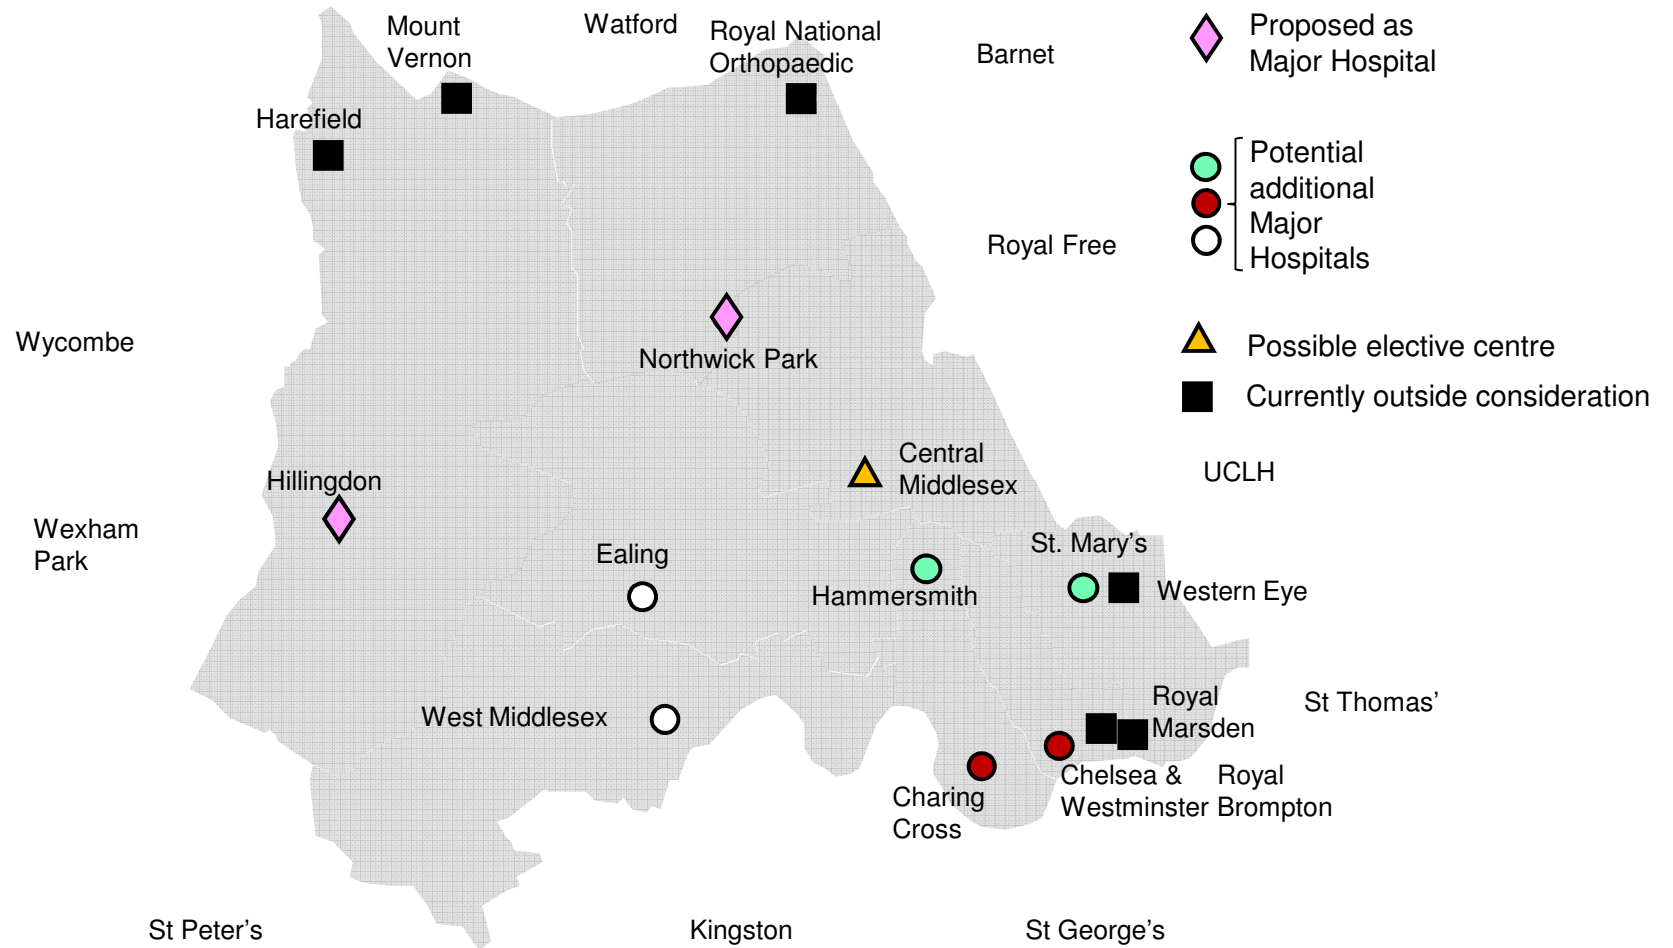 Mount
Vernon
Watford
Royal National
Orthopaedic
Barnet
Proposed as
Major Hospital
Harefield
Potential
additional
Major
Hospitals
Royal Free
Wycombe
Northwick Park
Possible elective centre
Currently outside consideration
Central
Middlesex
UCLH
Hillingdon
Wexham
Park
Ealing
St. Mary's
Hammersmith
Western Eye
Royal
Marsden
St Thomas'
West Middlesex
Chelsea &
Westminster
Royal
Brompton
Charing
Cross
St Peter's
Kingston
St George's